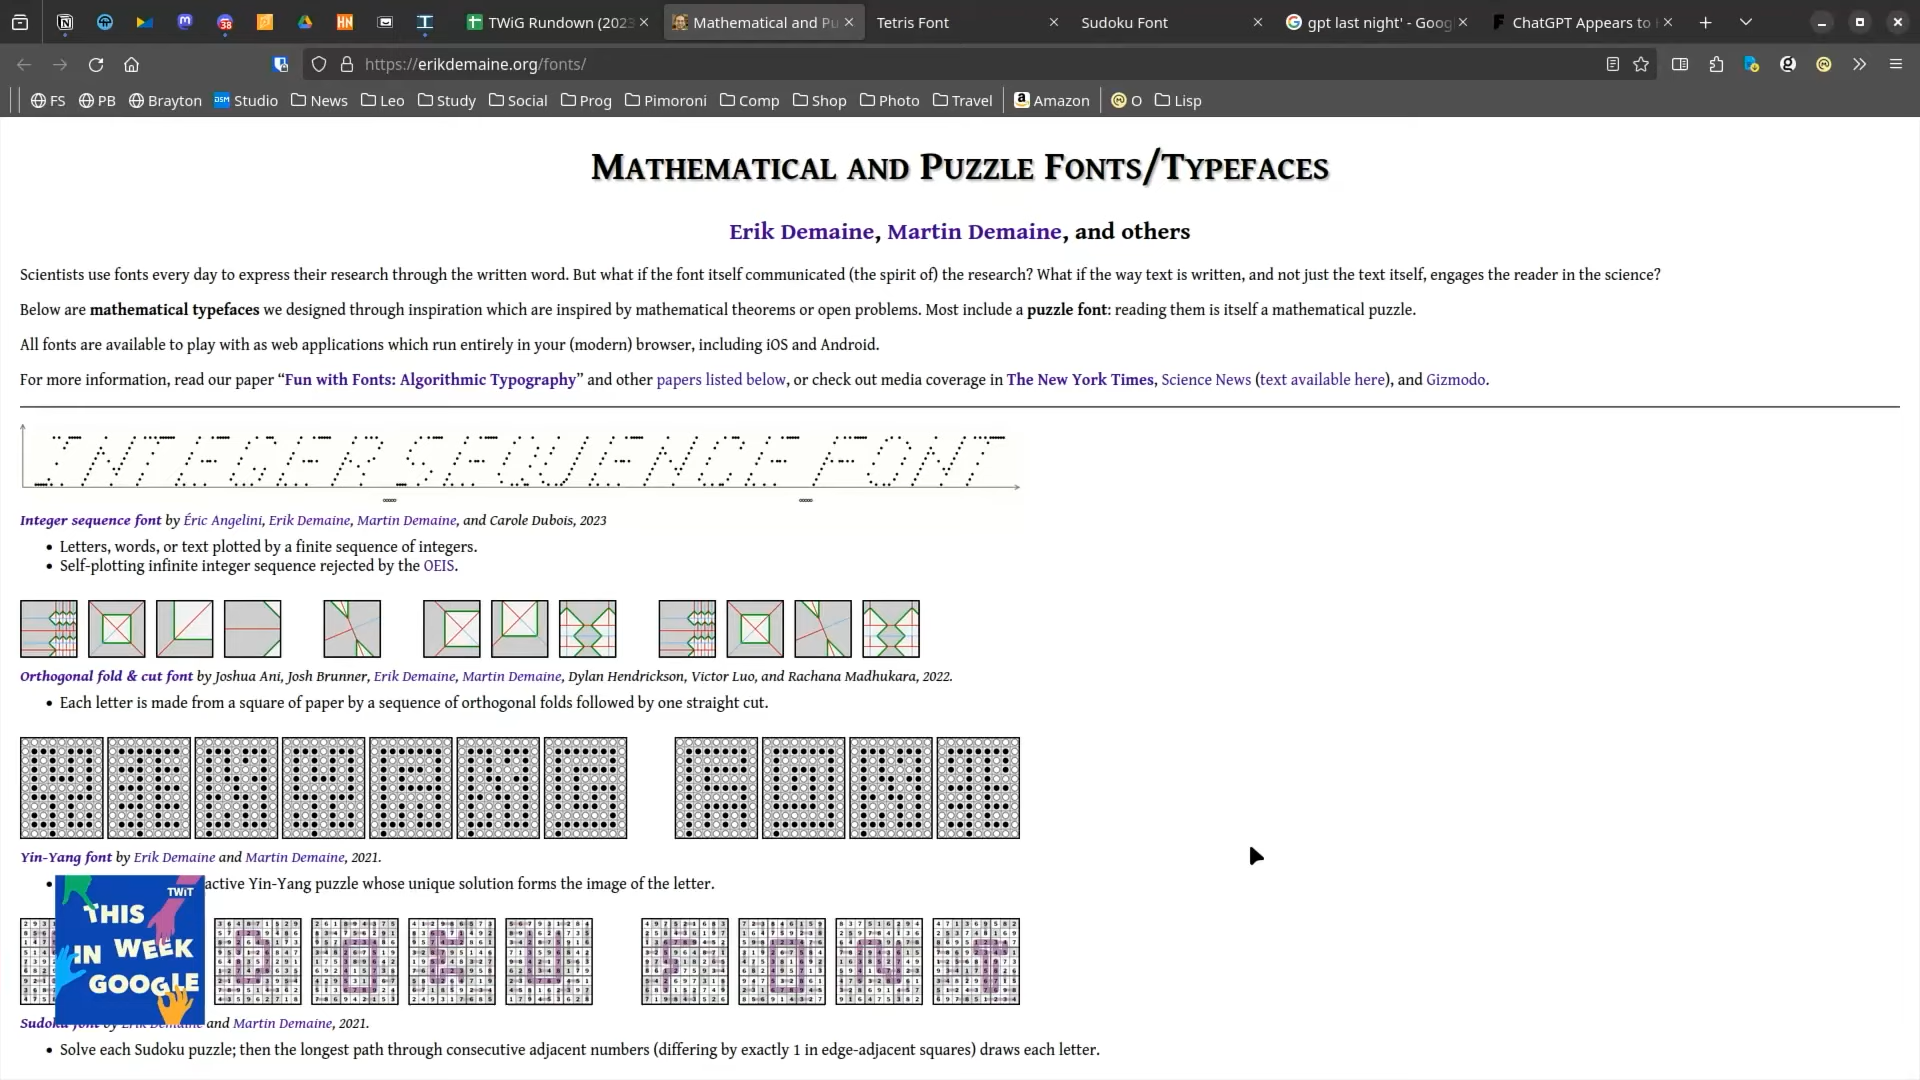 TWiG Rundown (2023
Mathematical and Pu
Tetris Font
Sudoku Font
gpt last night' - Goog
ChatGPT Appears to
https://erikdemaine.org/fonts/
FS PB Brayton Studio News Leo Study Social Prog Pimoroni Comp Shop Photo Travel Amazon O Lisp
Mathematical and Puzzle Fonts/Typefaces
Erik Demaine, Martin Demaine, and others
Scientists use fonts every day to express their research through the written word. But what if the font itself communicated (the spirit of) the research? What if the way text is written, and not just the text itself, engages the reader in the science?
Below are mathematical typefaces we designed through inspiration which are inspired by mathematical theorems or open problems. Most include a puzzle font: reading them is itself a mathematical puzzle.
All fonts are available to play with as web applications which run entirely in your (modern) browser, including iOS and Android.
For more information, read our paper “Fun with Fonts: Algorithmic Typography” and other papers listed below, or check out media coverage in The New York Times, Science News (text available here), and Gizmodo.
INTEGER SEQUENCE FONT
Integer sequence font by Éric Angelini, Erik Demaine, Martin Demaine, and Carole Dubois, 2023
• Letters, words, or text plotted by a finite sequence of integers.
• Self-plotting infinite integer sequence rejected by the OEIS.
Orthogonal fold & cut font by Joshua Ani, Josh Brunner, Erik Demaine, Martin Demaine, Dylan Hendrickson, Victor Luo, and Rachana Madhukara, 2022.
• Each letter is made from a square of paper by a sequence of orthogonal folds followed by one straight cut.
Yin-Yang font by Erik Demaine and Martin Demaine, 2021.
• active Yin-Yang puzzle whose unique solution forms the image of the letter.
TWiT
THIS
IN WEEK
GOOGLE
Sudoku font by Erik Demaine and Martin Demaine, 2021.
• Solve each Sudoku puzzle; then the longest path through consecutive adjacent numbers (differing by exactly 1 in edge-adjacent squares) draws each letter.